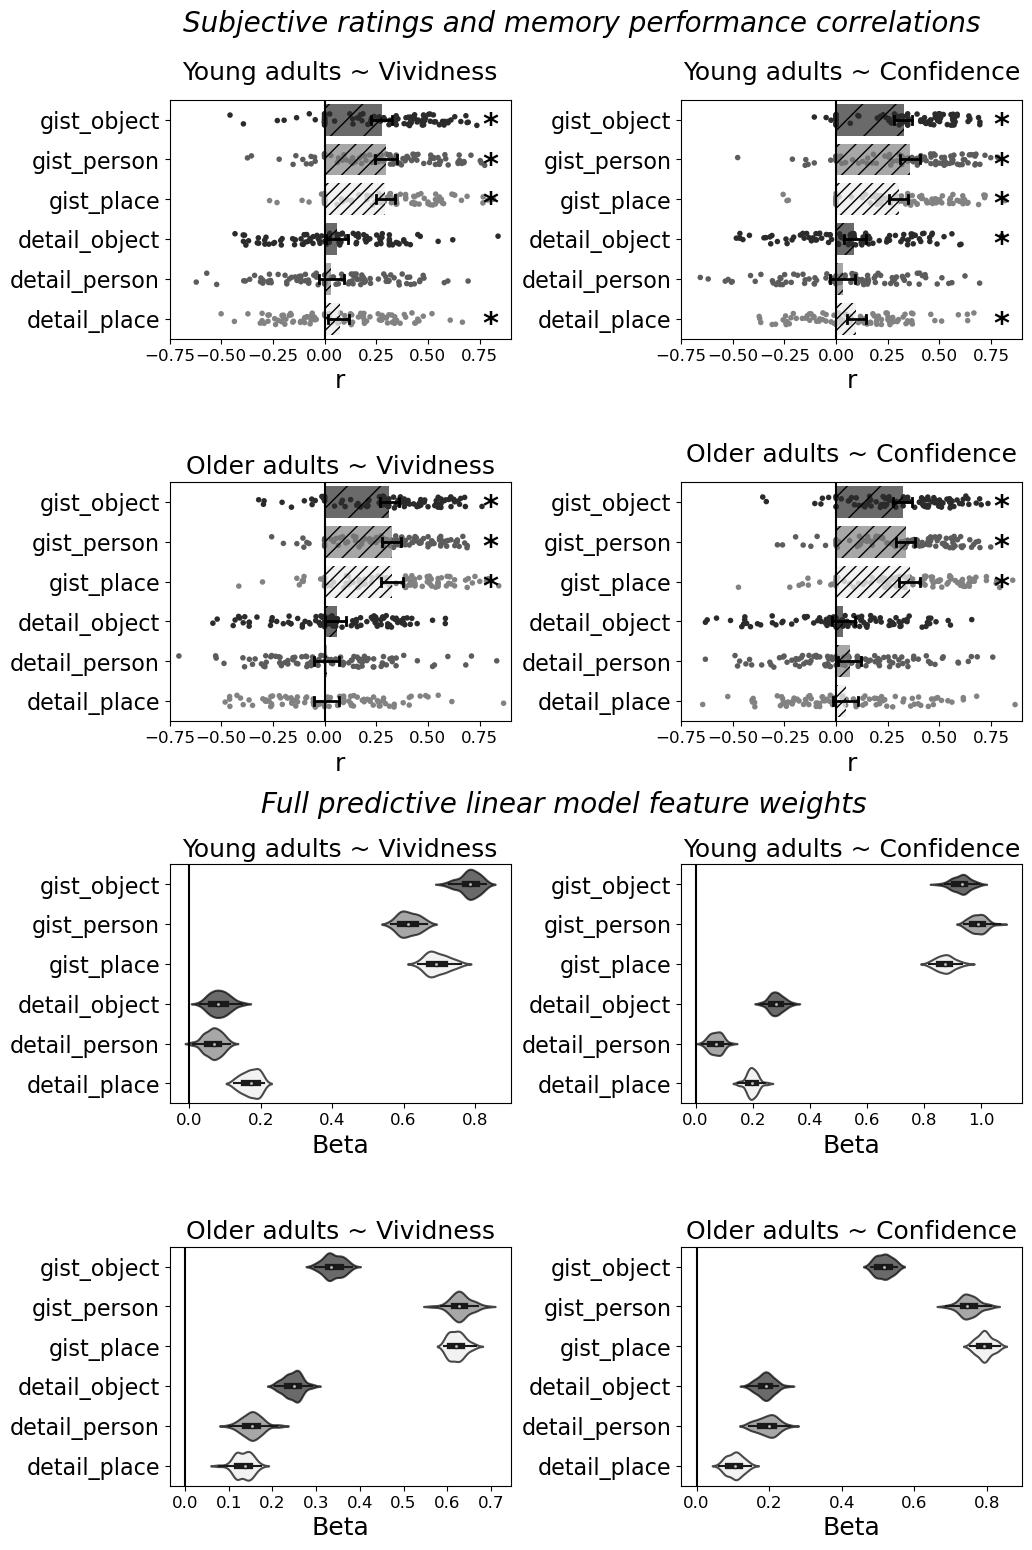 Subjective ratings and memory performance correlations
Young adults ~ Vividness
gist_object
*
gist_person
*
gist_place
*
detail_object
detail_person
detail_place
*
−0.75 −0.50 −0.25 0.00 0.25 0.50 0.75
r
Young adults ~ Confidence
gist_object
*
gist_person
*
gist_place
*
detail_object
*
detail_person
detail_place
*
−0.75 −0.50 −0.25 0.00 0.25 0.50 0.75
r
Older adults ~ Vividness
gist_object
*
gist_person
*
gist_place
*
detail_object
detail_person
detail_place
−0.75 −0.50 −0.25 0.00 0.25 0.50 0.75
r
Older adults ~ Confidence
gist_object
*
gist_person
*
gist_place
*
detail_object
detail_person
detail_place
−0.75 −0.50 −0.25 0.00 0.25 0.50 0.75
r
Full predictive linear model feature weights
Young adults ~ Vividness
gist_object
gist_person
gist_place
detail_object
detail_person
detail_place
0.0 0.2 0.4 0.6 0.8
Beta
Young adults ~ Confidence
gist_object
gist_person
gist_place
detail_object
detail_person
detail_place
0.0 0.2 0.4 0.6 0.8 1.0
Beta
Older adults ~ Vividness
gist_object
gist_person
gist_place
detail_object
detail_person
detail_place
0.0 0.1 0.2 0.3 0.4 0.5 0.6 0.7
Beta
Older adults ~ Confidence
gist_object
gist_person
gist_place
detail_object
detail_person
detail_place
0.0 0.2 0.4 0.6 0.8
Beta